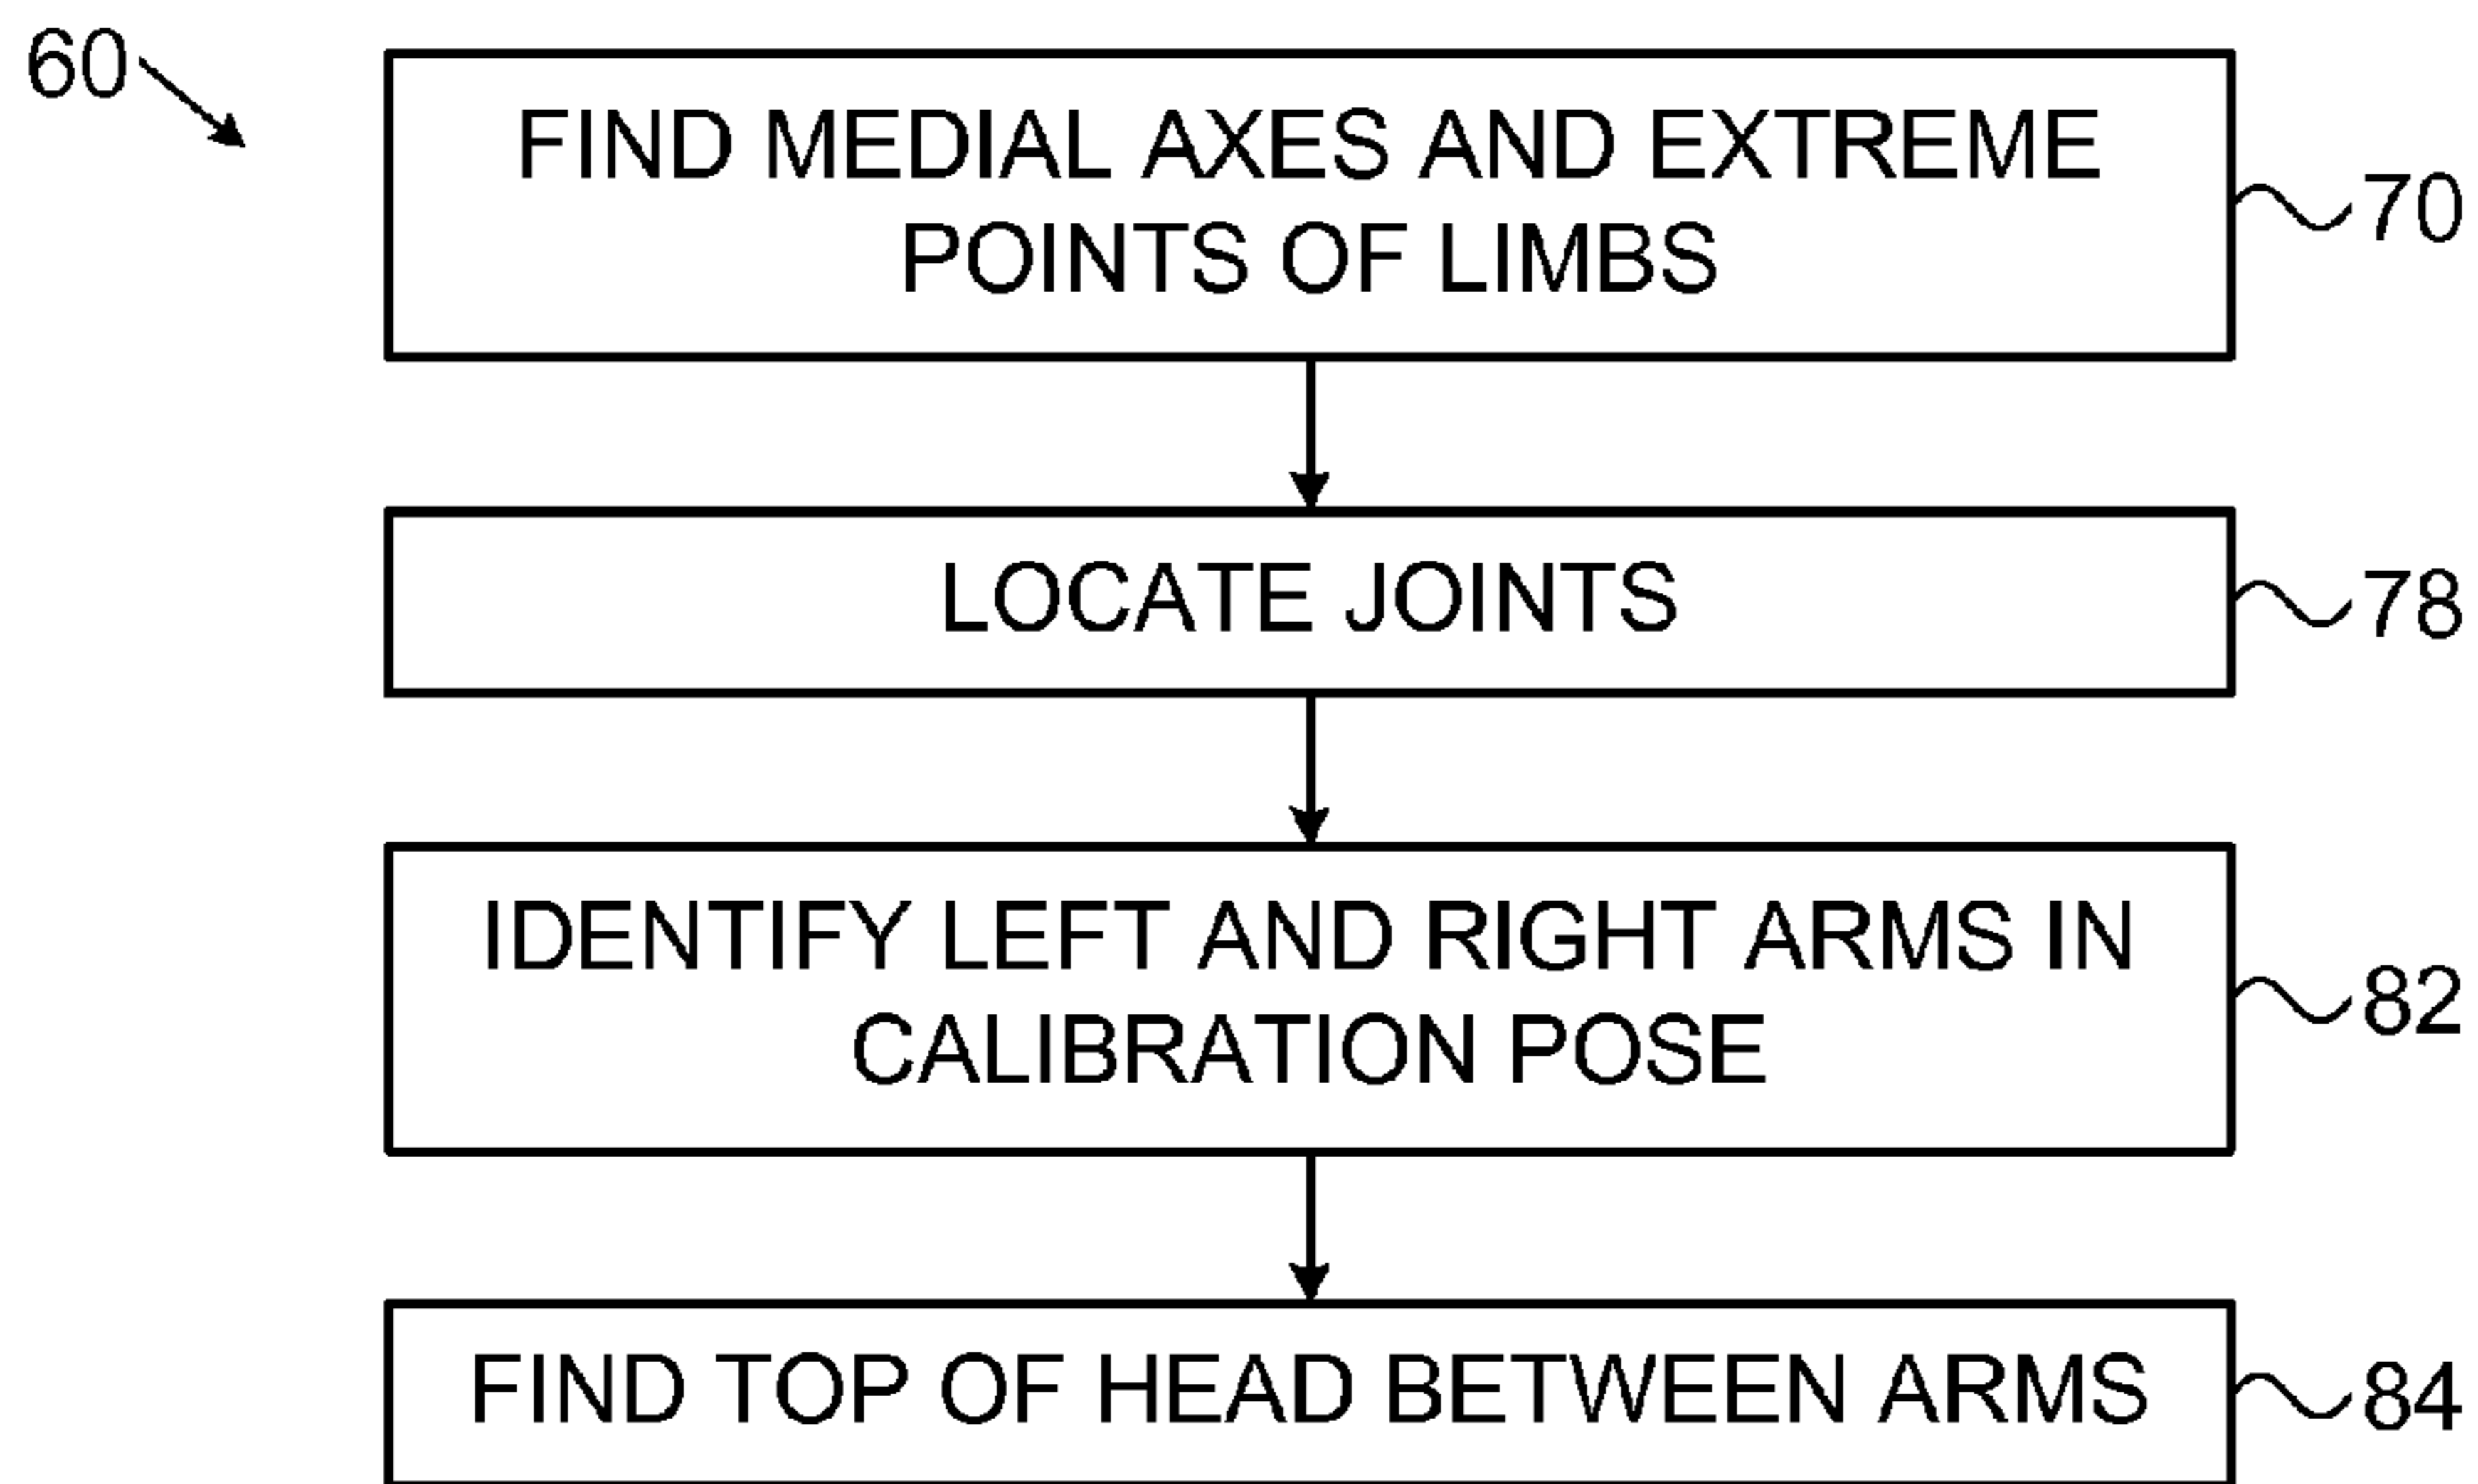 60
FIND MEDIAL AXES AND EXTREME
POINTS OF LIMBS
70
LOCATE JOINTS
78
IDENTIFY LEFT AND RIGHT ARMS IN
CALIBRATION POSE
82
FIND TOP OF HEAD BETWEEN ARMS
84